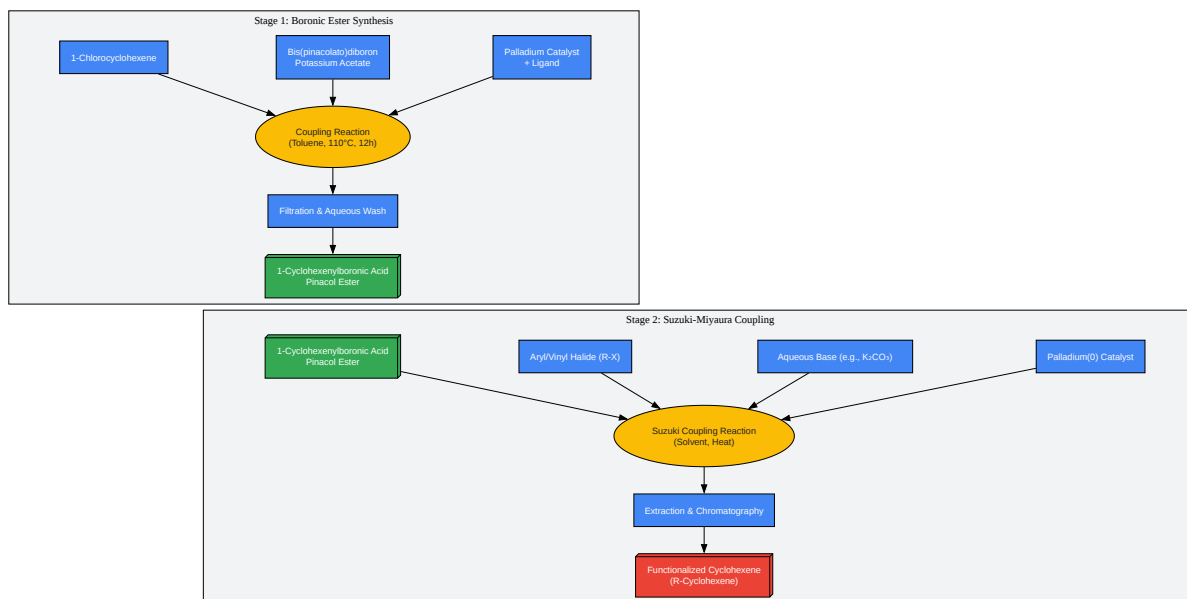 Stage 1: Boronic Ester Synthesis
1-Chlorocyclohexene
Bis(pinacolato)diboron
Potassium Acetate
Palladium Catalyst
+ Ligand
Coupling Reaction
(Toluene, 110°C, 12h)
Filtration & Aqueous Wash
1-Cyclohexenylboronic Acid
Pinacol Ester
Stage 2: Suzuki-Miyaura Coupling
1-Cyclohexenylboronic Acid
Pinacol Ester
Aryl/Vinyl Halide (R-X)
Aqueous Base (e.g., K₂CO₃)
Palladium(0) Catalyst
Suzuki Coupling Reaction
(Solvent, Heat)
Extraction & Chromatography
Functionalized Cyclohexene
(R-Cyclohexene)